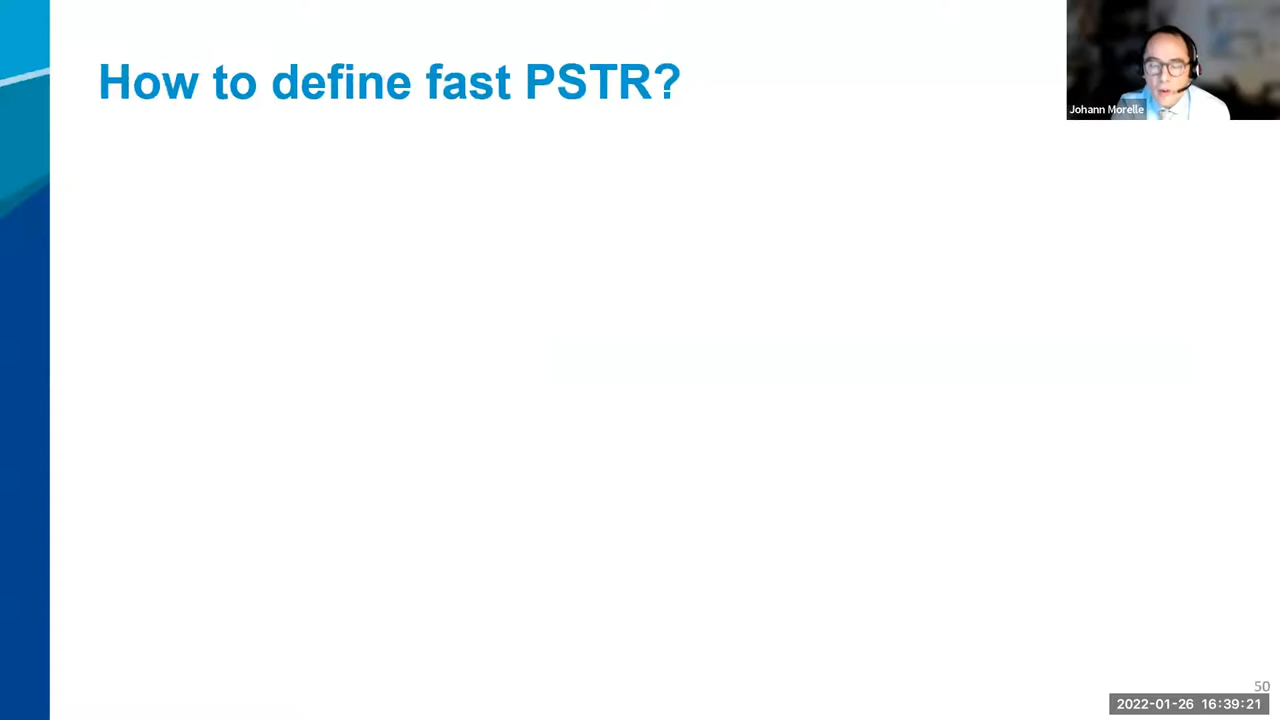 How to define fast PSTR?
Johann Morelle
50
2022-01-26 16:39:21